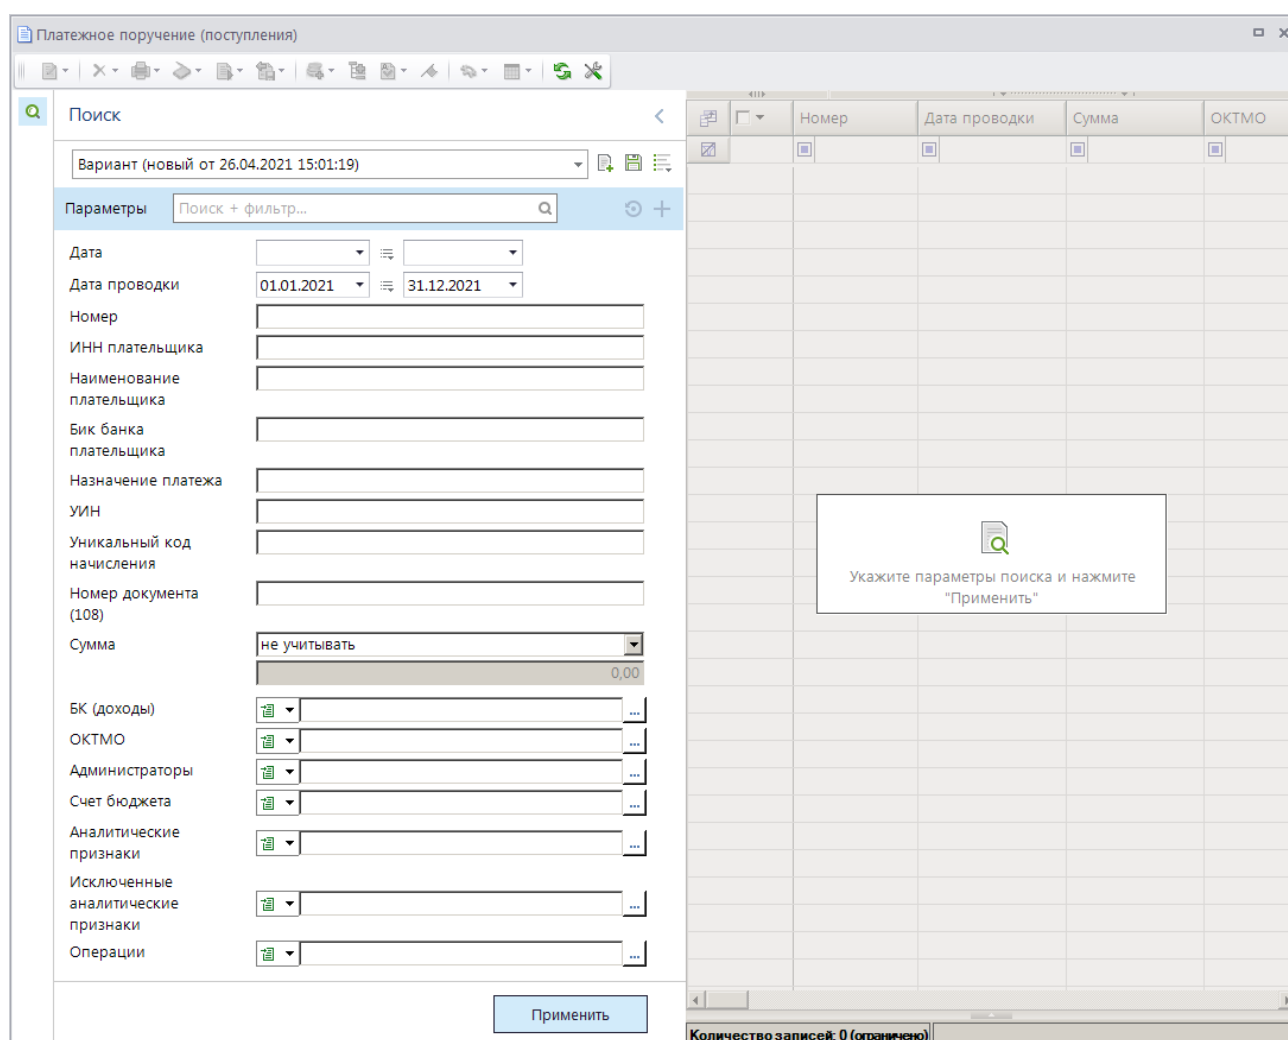 Платежное поручение (поступления)
Поиск
Вариант (новый от 26.04.2021 15:01:19)
Параметры Поиск + фильтр...
Дата
Дата проводки 01.01.2021 31.12.2021
Номер
ИНН плательщика
Наименование
плательщика
Бик банка
плательщика
Назначение платежа
УИН
Уникальный код
начисления
Номер документа
(108)
Сумма не учитывать
0,00
БК (доходы) ...
ОКТМО ...
Администраторы ...
Счет бюджета ...
Аналитические
признаки ...
Исключенные
аналитические ...
признаки
Операции ...
Применить
Номер Дата проводки Сумма ОКТМО
Укажите параметры поиска и нажмите
"Применить"
Количество записей: 0 (ограничено)